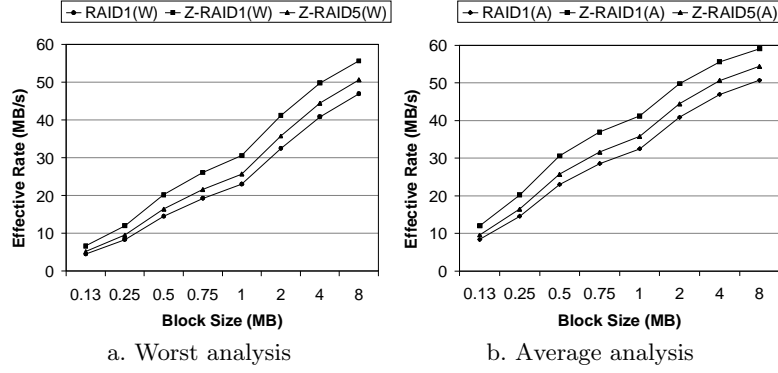 RAID1(W) Z-RAID1(W) Z-RAID5(W)
60
50
40
30
20
10
0
Effective Rate (MB/s)
0.13 0.25 0.5 0.75 1 2 4 8
Block Size (MB)
a. Worst analysis
RAID1(A) Z-RAID1(A) Z-RAID5(A)
60
50
40
30
20
10
0
Effective Rate (MB/s)
0.13 0.25 0.5 0.75 1 2 4 8
Block Size (MB)
b. Average analysis